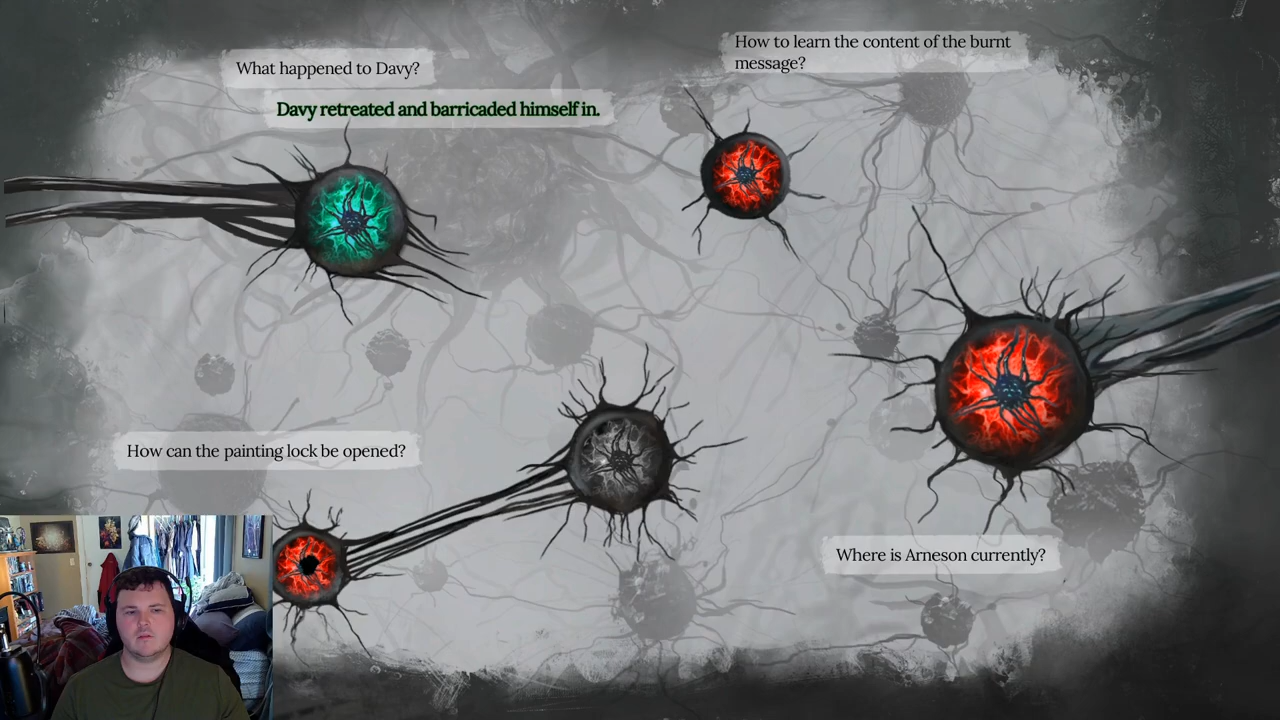 What happened to Davy?
Davy retreated and barricaded himself in.
How to learn the content of the burnt
message?
How can the painting lock be opened?
Where is Arneson currently?